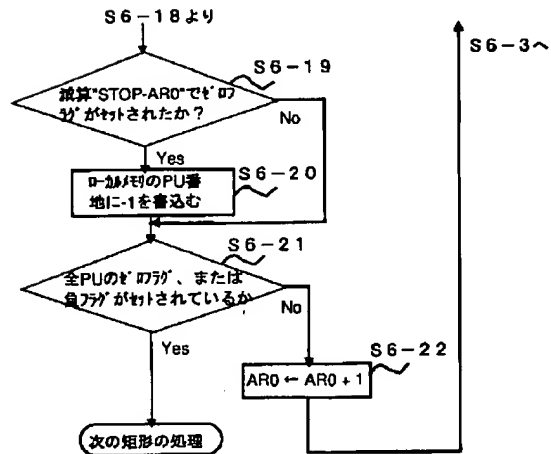 S6-18より
S6-3へ
S6-19
減算"STOP-AR0"でｾﾞﾛﾌ
ﾗｸﾞがｾｯﾄされたか？
No
Yes
S6-20
ﾛｰｶﾙﾒﾓﾘのPU番
地に-1を書込む
S6-21
全PUのｾﾞﾛﾌﾗｸﾞ、または
負ﾌﾗｸﾞがｾｯﾄされているか
No
Yes
S6-22
AR0 ← AR0 + 1
次の矩形の処理